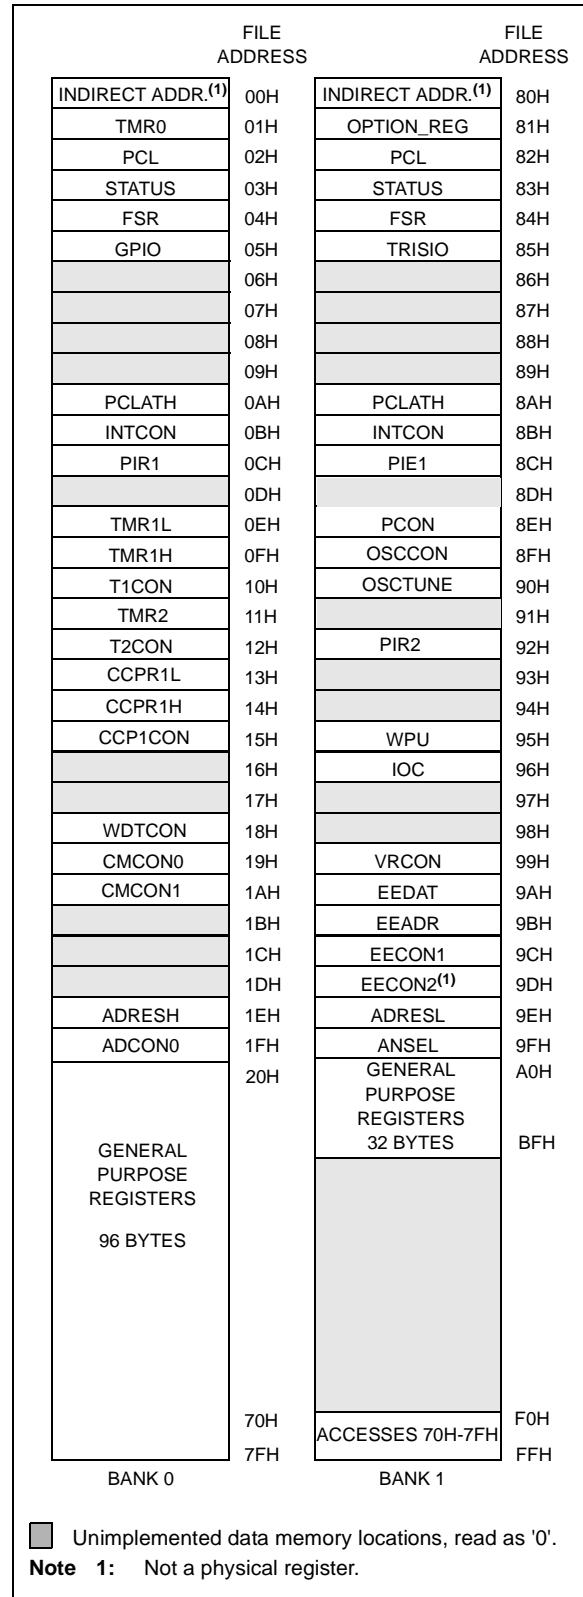 FILE ADDRESS FILE ADDRESS
INDIRECT ADDR.(1) 00H INDIRECT ADDR.(1) 80H
TMR0 01H OPTION_REG 81H
PCL 02H PCL 82H
STATUS 03H STATUS 83H
FSR 04H FSR 84H
GPIO 05H TRISIO 85H
06H 86H
07H 87H
08H 88H
09H 89H
PCLATH 0AH PCLATH 8AH
INTCON 0BH INTCON 8BH
PIR1 0CH PIE1 8CH
0DH 8DH
TMR1L 0EH PCON 8EH
TMR1H 0FH OSCCON 8FH
T1CON 10H OSCTUNE 90H
TMR2 11H 91H
T2CON 12H PIR2 92H
CCPR1L 13H 93H
CCPR1H 14H 94H
CCP1CON 15H WPU 95H
16H IOC 96H
17H 97H
WDTCON 18H 98H
CMCON0 19H VRCON 99H
CMCON1 1AH EEDAT 9AH
1BH EEADR 9BH
1CH EECON1 9CH
1DH EECON2(1) 9DH
ADRESH 1EH ADRESL 9EH
ADCON0 1FH ANSEL 9FH
20H GENERAL A0H
PURPOSE
REGISTERS
32 BYTES BFH
GENERAL
PURPOSE
REGISTERS
96 BYTES
70H F0H
ACCESSES 70H-7FH
7FH FFH
BANK 0 BANK 1
Unimplemented data memory locations, read as '0'.
Note 1: Not a physical register.